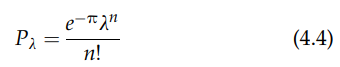 P_λ = e^{−π} λ^n / n! (4.4)